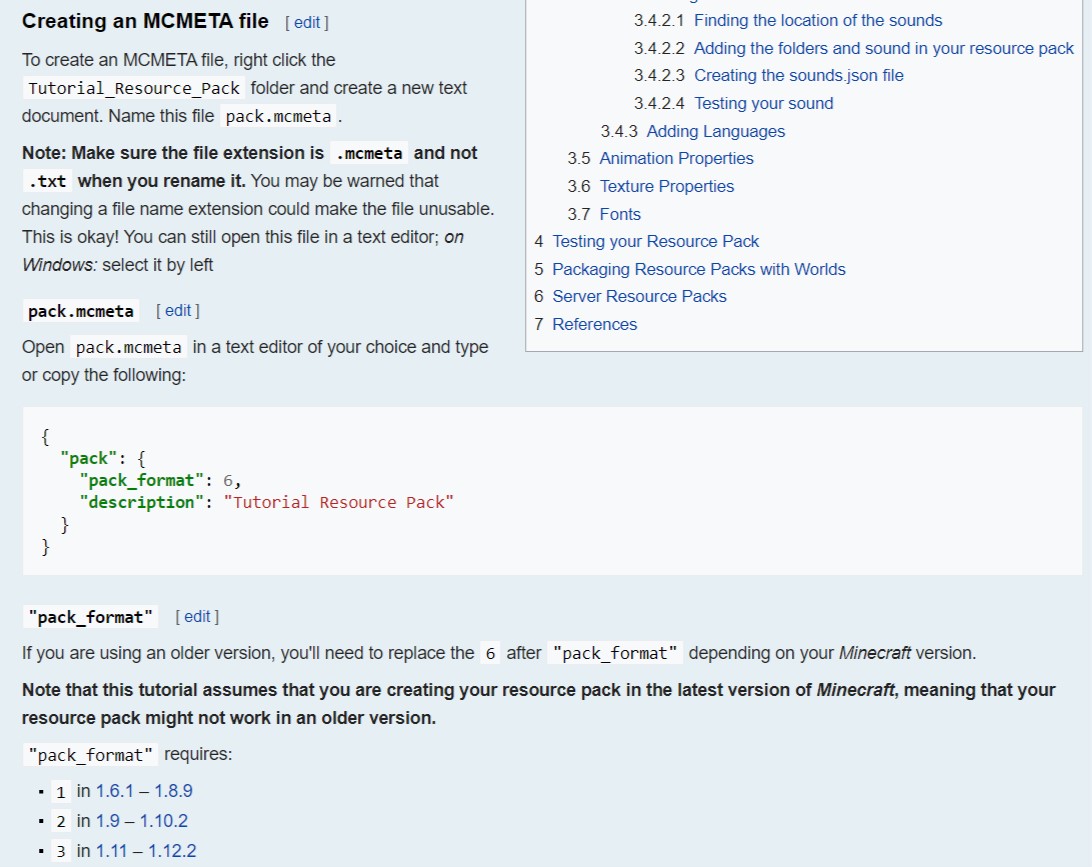 Creating an MCMETA file [ edit ]
To create an MCMETA file, right click the
Tutorial_Resource_Pack folder and create a new text
document. Name this file pack.mcmeta .
Note: Make sure the file extension is .mcmeta and not
.txt when you rename it. You may be warned that
changing a file name extension could make the file unusable.
This is okay! You can still open this file in a text editor; on
Windows: select it by left
pack.mcmeta [ edit ]
Open pack.mcmeta in a text editor of your choice and type
or copy the following:
3.4.2.1 Finding the location of the sounds
3.4.2.2 Adding the folders and sound in your resource pack
3.4.2.3 Creating the sounds.json file
3.4.2.4 Testing your sound
3.4.3 Adding Languages
3.5 Animation Properties
3.6 Texture Properties
3.7 Fonts
4 Testing your Resource Pack
5 Packaging Resource Packs with Worlds
6 Server Resource Packs
7 References
{
  "pack": {
    "pack_format": 6,
    "description": "Tutorial Resource Pack"
  }
}
"pack_format" [ edit ]
If you are using an older version, you'll need to replace the 6 after "pack_format" depending on your Minecraft version.
Note that this tutorial assumes that you are creating your resource pack in the latest version of Minecraft, meaning that your
resource pack might not work in an older version.
"pack_format" requires:
▪ 1 in 1.6.1 – 1.8.9
▪ 2 in 1.9 – 1.10.2
▪ 3 in 1.11 – 1.12.2